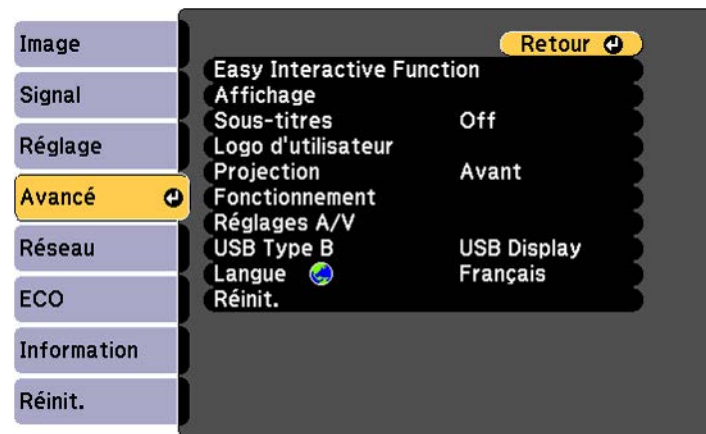 Image
Signal
Réglage
Avancé
Réseau
ECO
Information
Réinit.
Retour
Easy Interactive Function
Affichage
Sous-titres Off
Logo d'utilisateur
Projection Avant
Fonctionnement
Réglages A/V
USB Type B USB Display
Langue Français
Réinit.